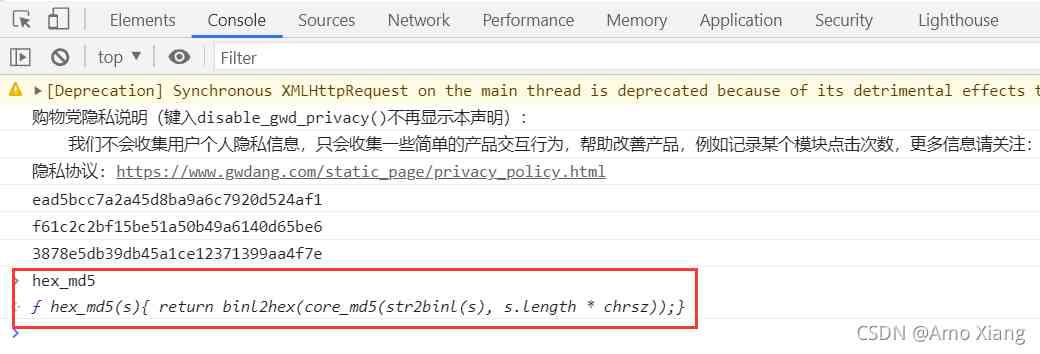 Elements Console Sources Network Performance Memory Application Security Lighthouse
top Filter
[Deprecation] Synchronous XMLHttpRequest on the main thread is deprecated because of its detrimental effects t
购物党隐私说明（键入disable_gwd_privacy()不再显示本声明）：
我们不会收集用户个人隐私信息，只会收集一些简单的产品交互行为，帮助改善产品，例如记录某个模块点击次数，更多信息请关注：
隐私协议：https://www.gwdang.com/static_page/privacy_policy.html
ead5bcc7a2a45d8ba9a6c7920d524af1
f61c2c2bf15be51a50b49a6140d65be6
3878e5db39db45a1ce12371399aa4f7e
hex_md5
ƒ hex_md5(s){ return binl2hex(core_md5(str2binl(s), s.length * chrsz));}
CSDN @Amo Xiang